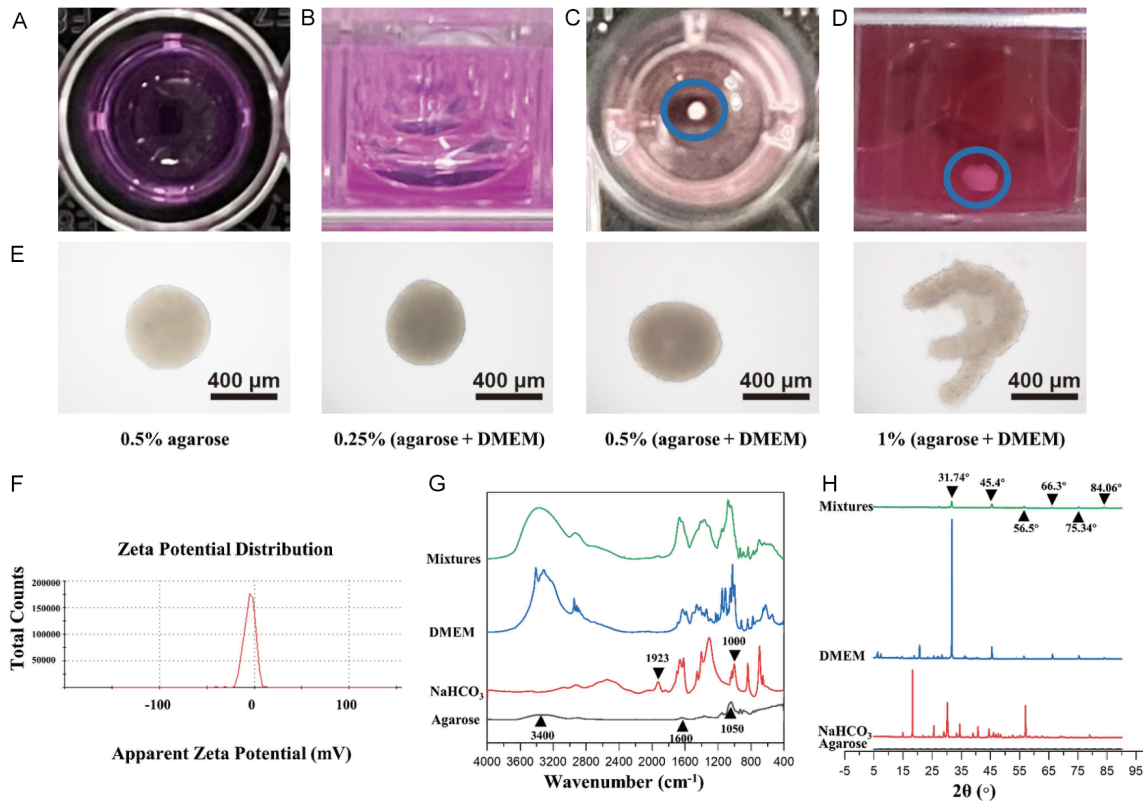 A
B
C
D
E
400 µm
400 µm
400 µm
400 µm
0.5% agarose
0.25% (agarose + DMEM)
0.5% (agarose + DMEM)
1% (agarose + DMEM)
F
Zeta Potential Distribution
Total Counts
200000
150000
100000
50000
-100
0
100
Apparent Zeta Potential (mV)
G
Mixtures
DMEM
NaHCO₃
Agarose
1923
1000
3400
1600
1050
4000 3600 3200 2800 2400 2000 1600 1200 800 400
Wavenumber (cm⁻¹)
H
31.74°
45.4°
66.3°
84.06°
Mixtures
56.5°
75.34°
DMEM
NaHCO₃
Agarose
-5 5 15 25 35 45 55 65 75 85 90
2θ (°)